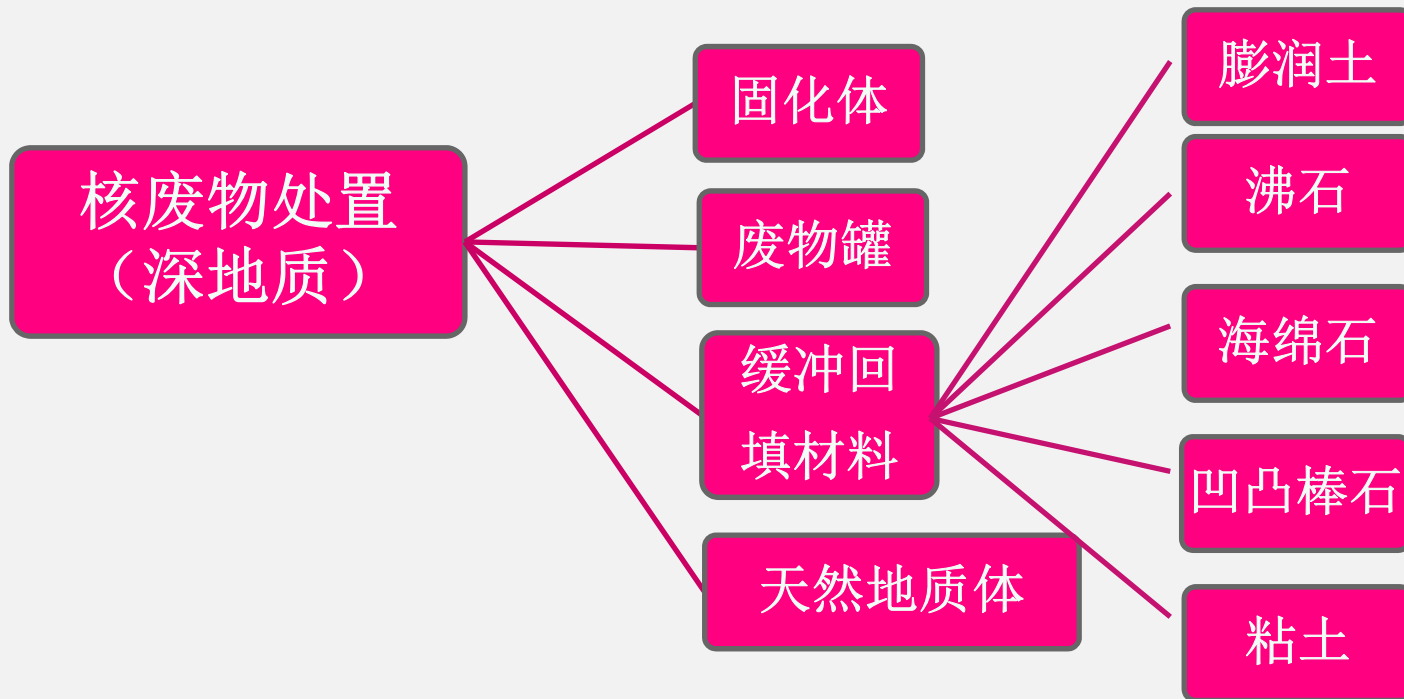 核废物处置
（深地质）
固化体
废物罐
缓冲回
填材料
天然地质体
膨润土
沸石
海绵石
凹凸棒石
粘土